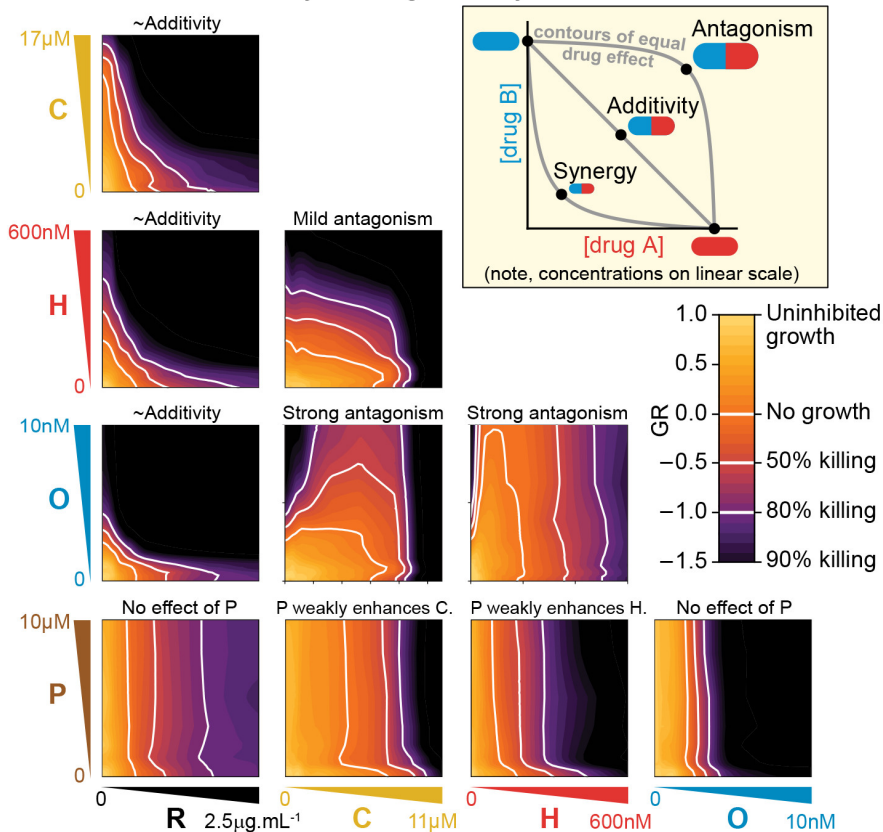 ~Additivity
17µM
C
0
contours of equal
drug effect
Antagonism
Additivity
Synergy
[drug B]
[drug A]
(note, concentrations on linear scale)
~Additivity
Mild antagonism
600nM
H
0
1.0
0.5
0.0
−0.5
−1.0
−1.5
GR
Uninhibited
growth
No growth
50% killing
80% killing
90% killing
~Additivity
Strong antagonism
Strong antagonism
10nM
O
0
No effect of P
P weakly enhances C.
P weakly enhances H.
No effect of P
10µM
P
0
0
R
2.5µg.mL-1
0
C
11µM
0
H
600nM
0
O
10nM